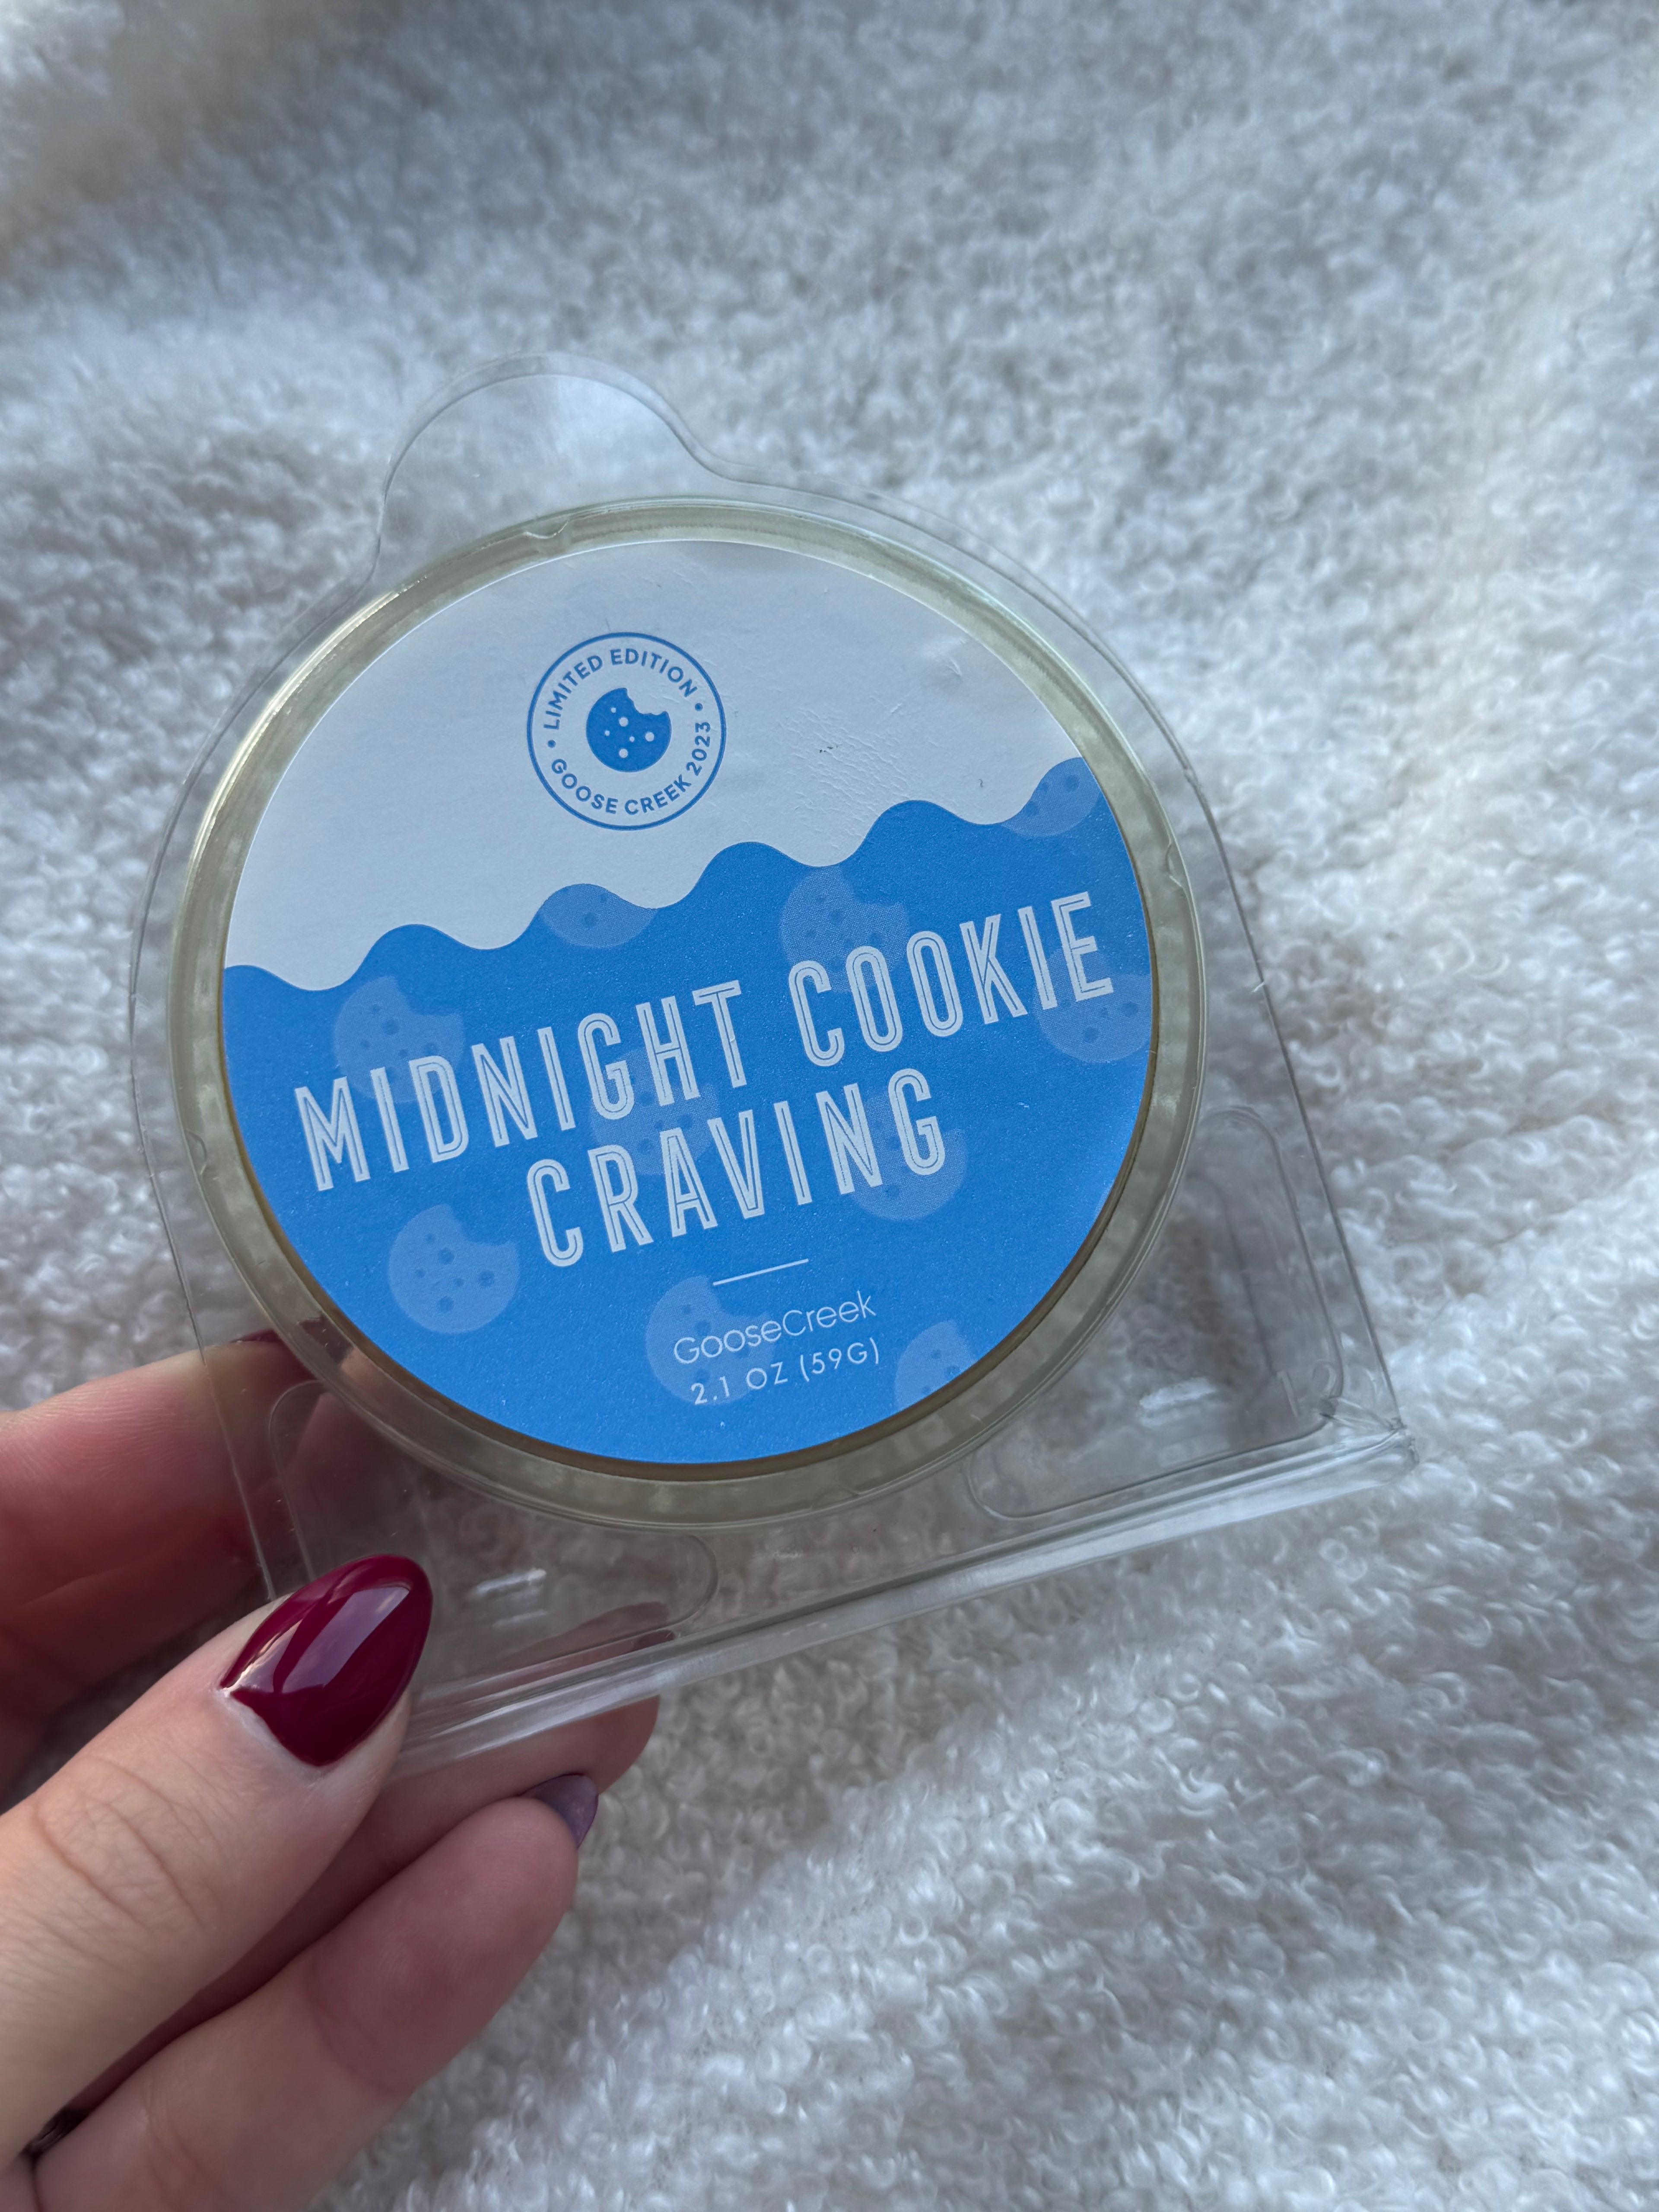 • LIMITED EDITION •
GOOSE CREEK 2023
MIDNIGHT COOKIE
CRAVING
GooseCreek
2.1 OZ (59G)